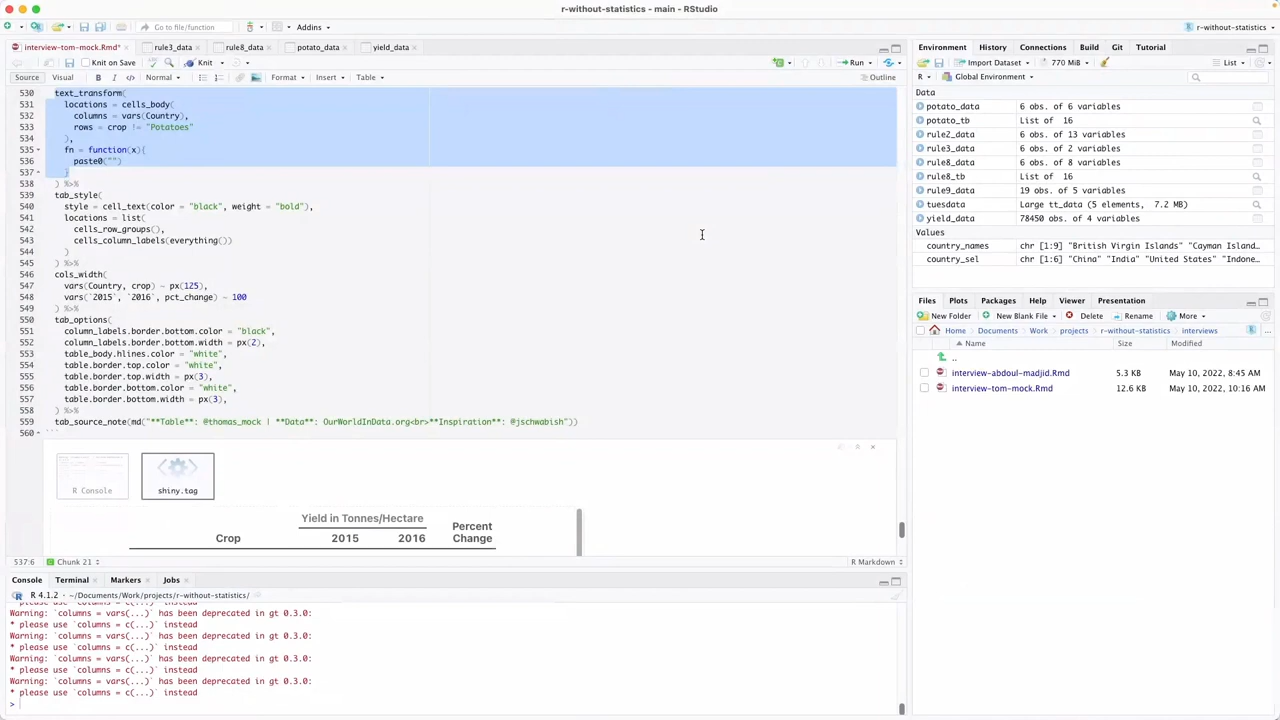 r-without-statistics - main - RStudio
Go to file/function
Addins
r-without-statistics
interview-tom-mock.Rmd*
rule3_data
rule8_data
potato_data
yield_data
Knit on Save
Knit
Run
Source
Visual
B
I
</>
Normal
Format
Insert
Table
Outline
530 text_transform(
531 locations = cells_body(
532 columns = vars(Country),
533 rows = crop != "Potatoes"
534 ),
535 fn = function(x){
536 paste0("")
537 }
538 ) %>%
539 tab_style(
540 style = cell_text(color = "black", weight = "bold"),
541 locations = list(
542 cells_row_groups(),
543 cells_column_labels(everything())
544 )
545 ) %>%
546 cols_width(
547 vars(Country, crop) ~ px(125),
548 vars(`2015`, `2016`, pct_change) ~ 100
549 ) %>%
550 tab_options(
551 column_labels.border.bottom.color = "black",
552 column_labels.border.bottom.width = px(2),
553 table_body.hlines.color = "white",
554 table.border.top.color = "white",
555 table.border.top.width = px(3),
556 table.border.bottom.color = "white",
557 table.border.bottom.width = px(3),
558 ) %>%
559 tab_source_note(md("**Table**: @thomas_mock | **Data**: OurWorldInData.org<br>**Inspiration**: @jschwabish"))
560 ```
R Console
shiny.tag
Yield in Tonnes/Hectare
Percent
Change
Crop
2015
2016
537:6
Chunk 21
R Markdown
Console
Terminal
Markers
Jobs
R 4.1.2 · ~/Documents/Work/projects/r-without-statistics/
* please use `columns = c(...)` instead
Warning: `columns = vars(...)` has been deprecated in gt 0.3.0:
* please use `columns = c(...)` instead
Warning: `columns = vars(...)` has been deprecated in gt 0.3.0:
* please use `columns = c(...)` instead
Warning: `columns = vars(...)` has been deprecated in gt 0.3.0:
* please use `columns = c(...)` instead
Warning: `columns = vars(...)` has been deprecated in gt 0.3.0:
* please use `columns = c(...)` instead
>
Environment
History
Connections
Build
Git
Tutorial
Import Dataset
770 MiB
List
R
Global Environment
Data
potato_data 6 obs. of 6 variables
potato_tb List of 16
rule2_data 6 obs. of 13 variables
rule3_data 6 obs. of 2 variables
rule8_data 6 obs. of 8 variables
rule8_tb List of 16
rule9_data 19 obs. of 5 variables
tuesdata Large tt_data (5 elements, 7.2 MB)
yield_data 78450 obs. of 4 variables
Values
country_names chr [1:9] "British Virgin Islands" "Cayman Island…
country_sel chr [1:6] "China" "India" "United States" "Indone…
Files
Plots
Packages
Help
Viewer
Presentation
New Folder
New Blank File
Delete
Rename
More
Home
Documents
Work
projects
r-without-statistics
interviews
...
Name
Size
Modified
..
interview-abdoul-madjid.Rmd 5.3 KB May 10, 2022, 8:45 AM
interview-tom-mock.Rmd 12.6 KB May 10, 2022, 10:16 AM